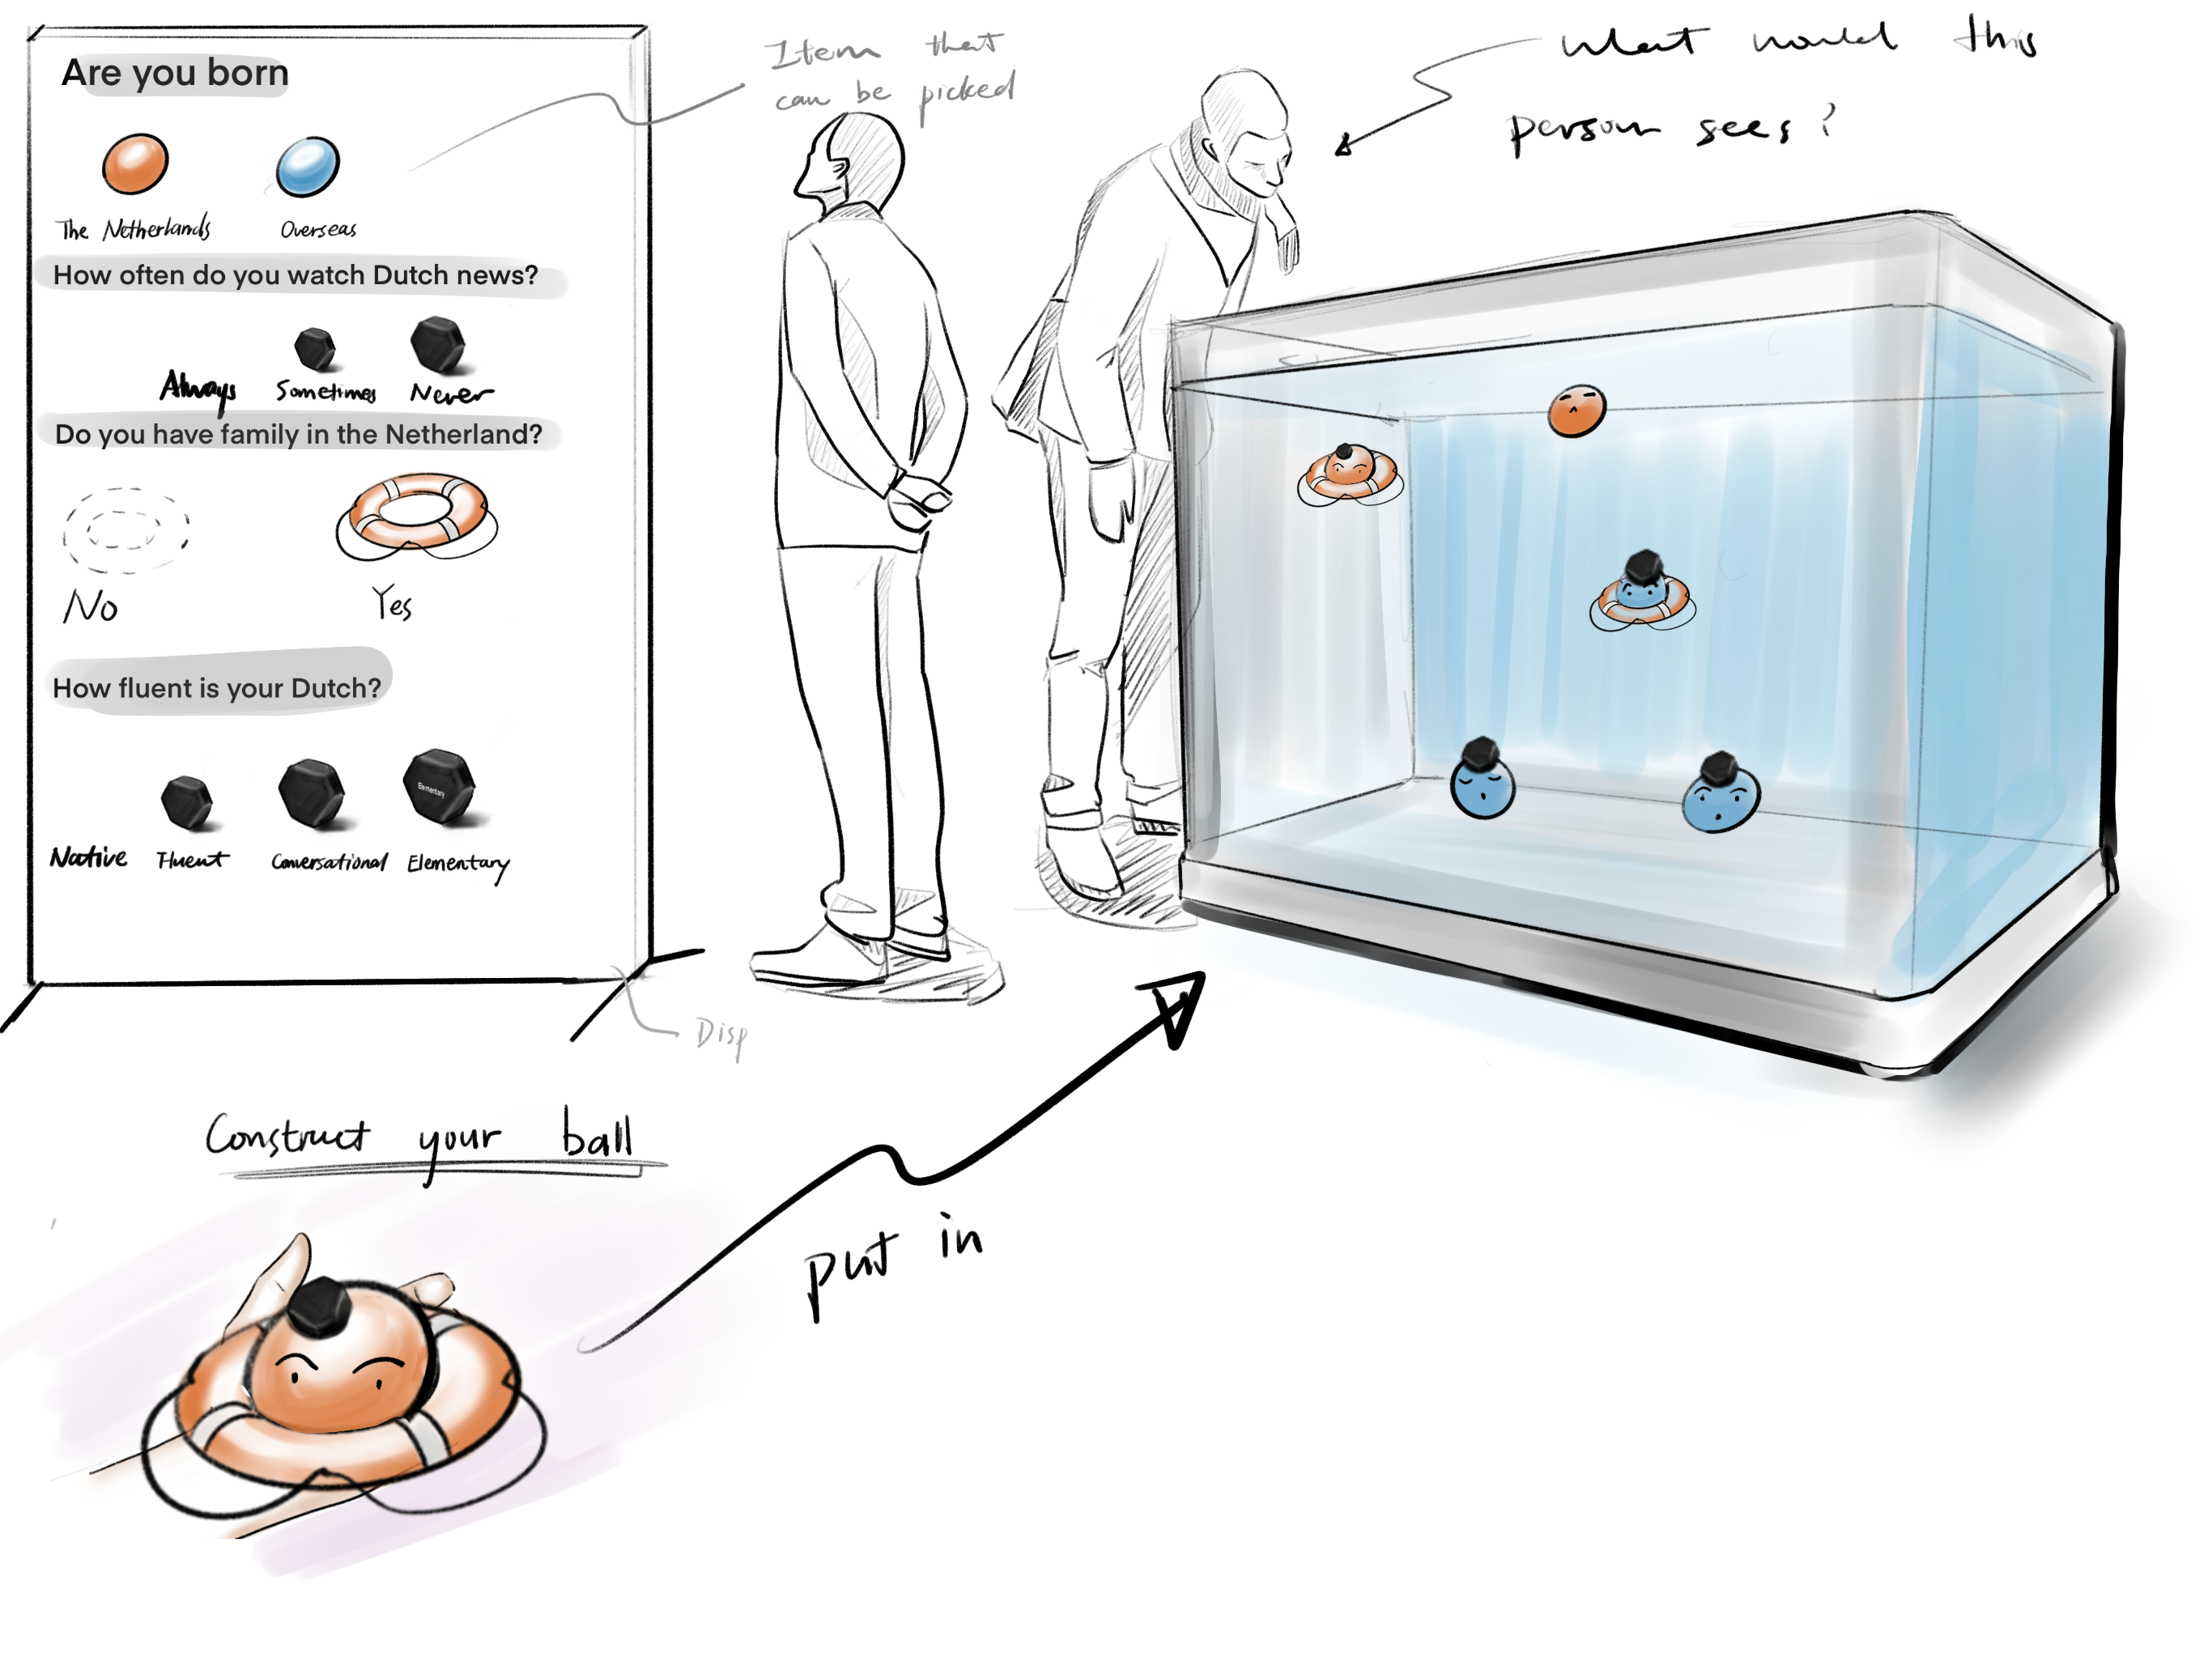 Are you born
The Netherlands Overseas
How often do you watch Dutch news?
Always Sometimes Never
Do you have family in the Netherland?
No Yes
How fluent is your Dutch?
Elementary
Native Fluent Conversational Elementary
Item that
can be picked
What would this
person sees?
Disp
Construct your ball
put in